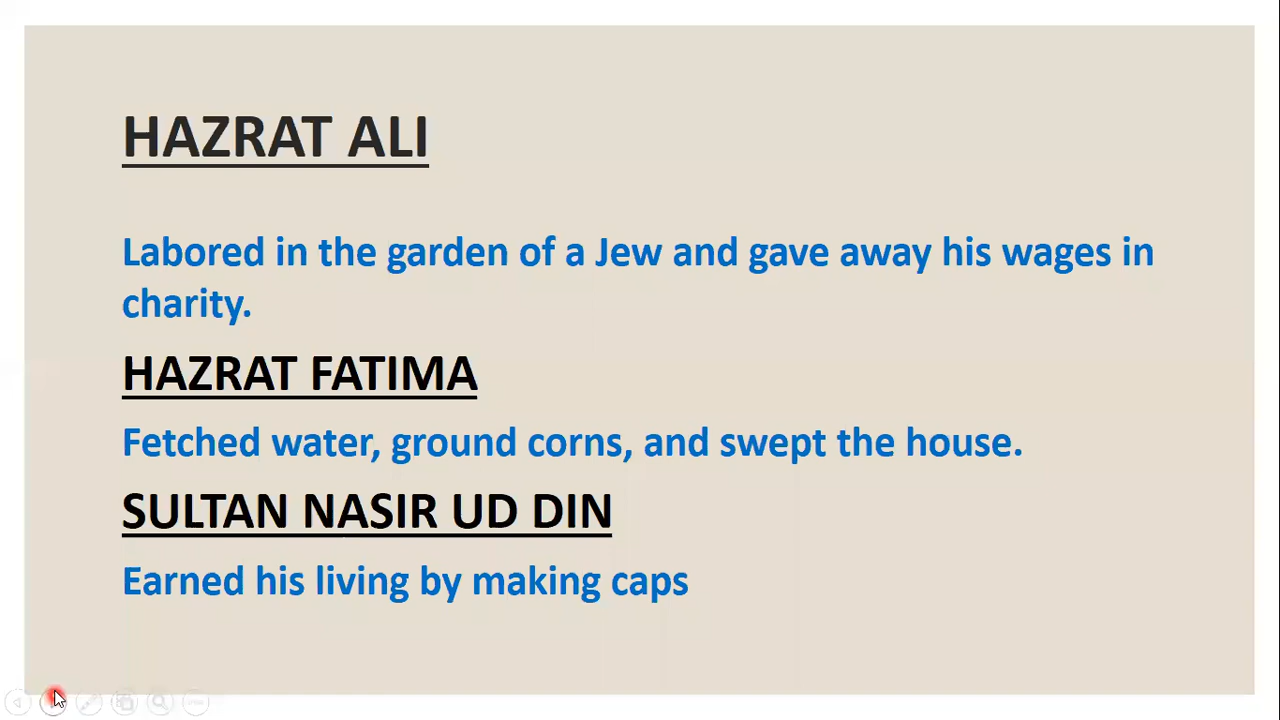 HAZRAT ALI
Labored in the garden of a Jew and gave away his wages in
charity.
HAZRAT FATIMA
Fetched water, ground corns, and swept the house.
SULTAN NASIR UD DIN
Earned his living by making caps